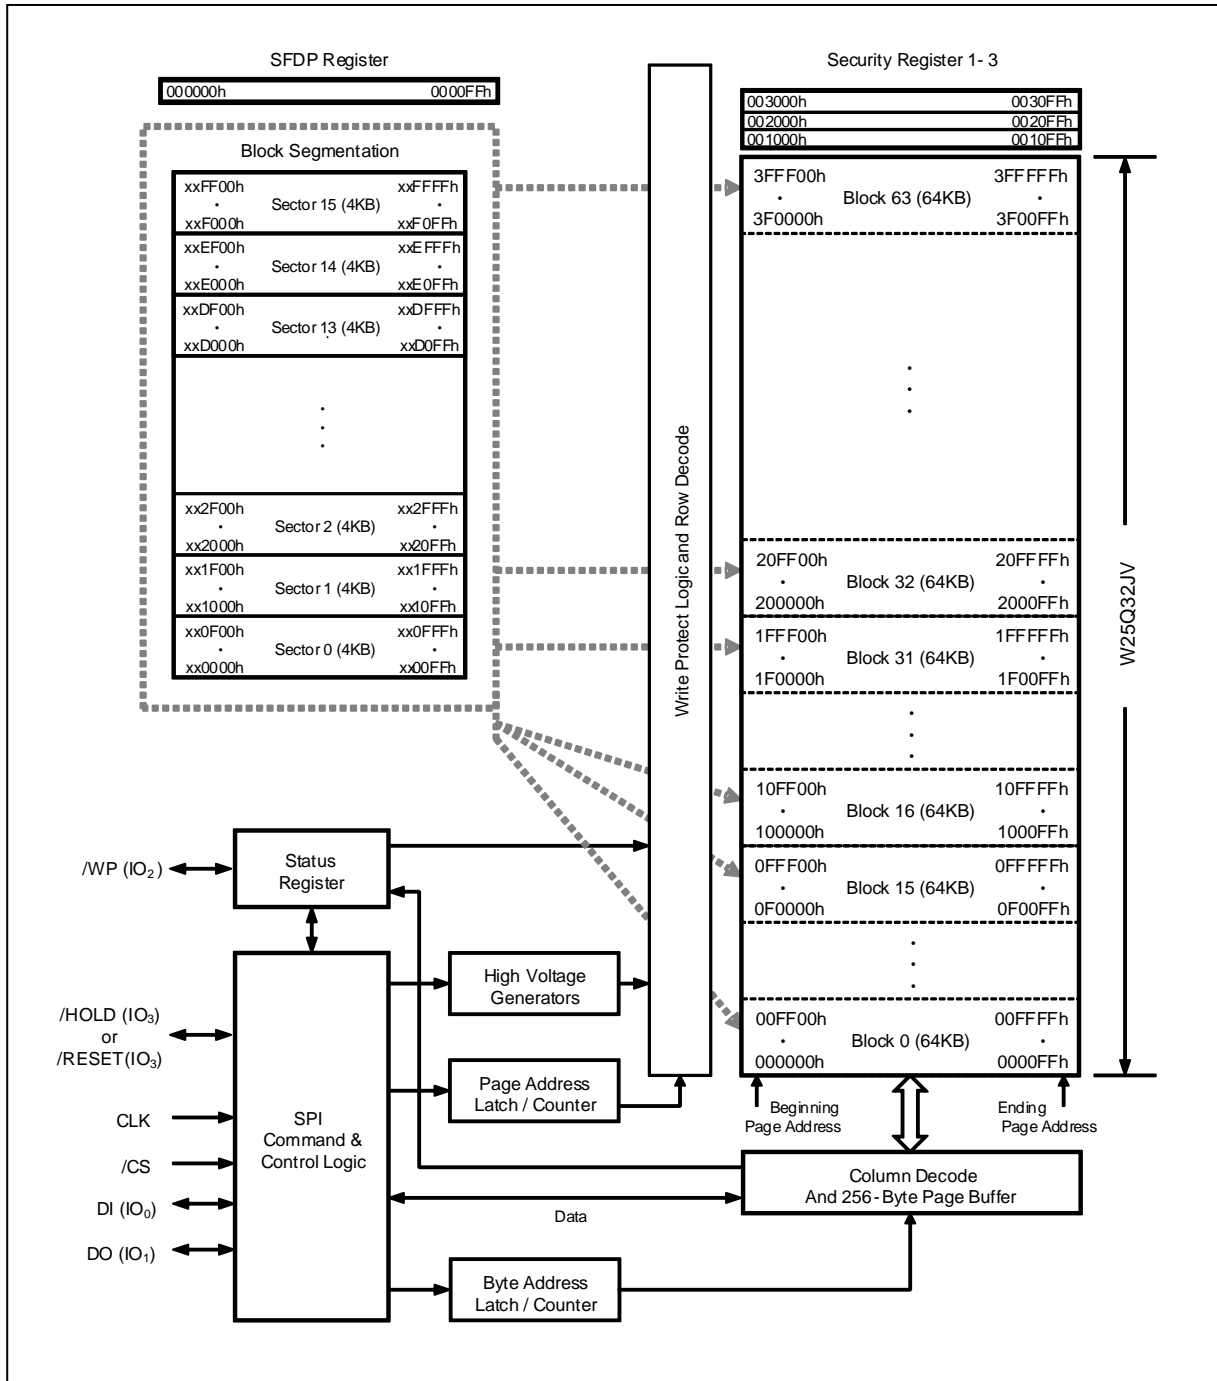 SFDP Register
000000h 0000FFh
Block Segmentation
xxFF00h xxFFFFh
Sector 15 (4KB)
xxF000h xxF0FFh
xxEF00h xxEFFFh
Sector 14 (4KB)
xxE000h xxE0FFh
xxDF00h xxDFFFh
Sector 13 (4KB)
xxD000h xxD0FFh
xx2F00h xx2FFFh
Sector 2 (4KB)
xx2000h xx20FFh
xx1F00h xx1FFFh
Sector 1 (4KB)
xx1000h xx10FFh
xx0F00h xx0FFFh
Sector 0 (4KB)
xx0000h xx00FFh
Write Protect Logic and Row Decode
Security Register 1- 3
003000h 0030FFh
002000h 0020FFh
001000h 0010FFh
3FFF00h 3FFFFFh
Block 63 (64KB)
3F0000h 3F00FFh
20FF00h 20FFFFh
Block 32 (64KB)
200000h 2000FFh
1FFF00h 1FFFFFh
Block 31 (64KB)
1F0000h 1F00FFh
10FF00h 10FFFFh
Block 16 (64KB)
100000h 1000FFh
0FFF00h 0FFFFFh
Block 15 (64KB)
0F0000h 0F00FFh
00FF00h 00FFFFh
Block 0 (64KB)
000000h 0000FFh
W25Q32JV
Beginning
Page Address
Ending
Page Address
/WP (IO2)
Status
Register
/HOLD (IO3)
or
/RESET(IO3)
CLK
/CS
DI (IO0)
DO (IO1)
SPI
Command &
Control Logic
High Voltage
Generators
Page Address
Latch / Counter
Column Decode
And 256-Byte Page Buffer
Data
Byte Address
Latch / Counter